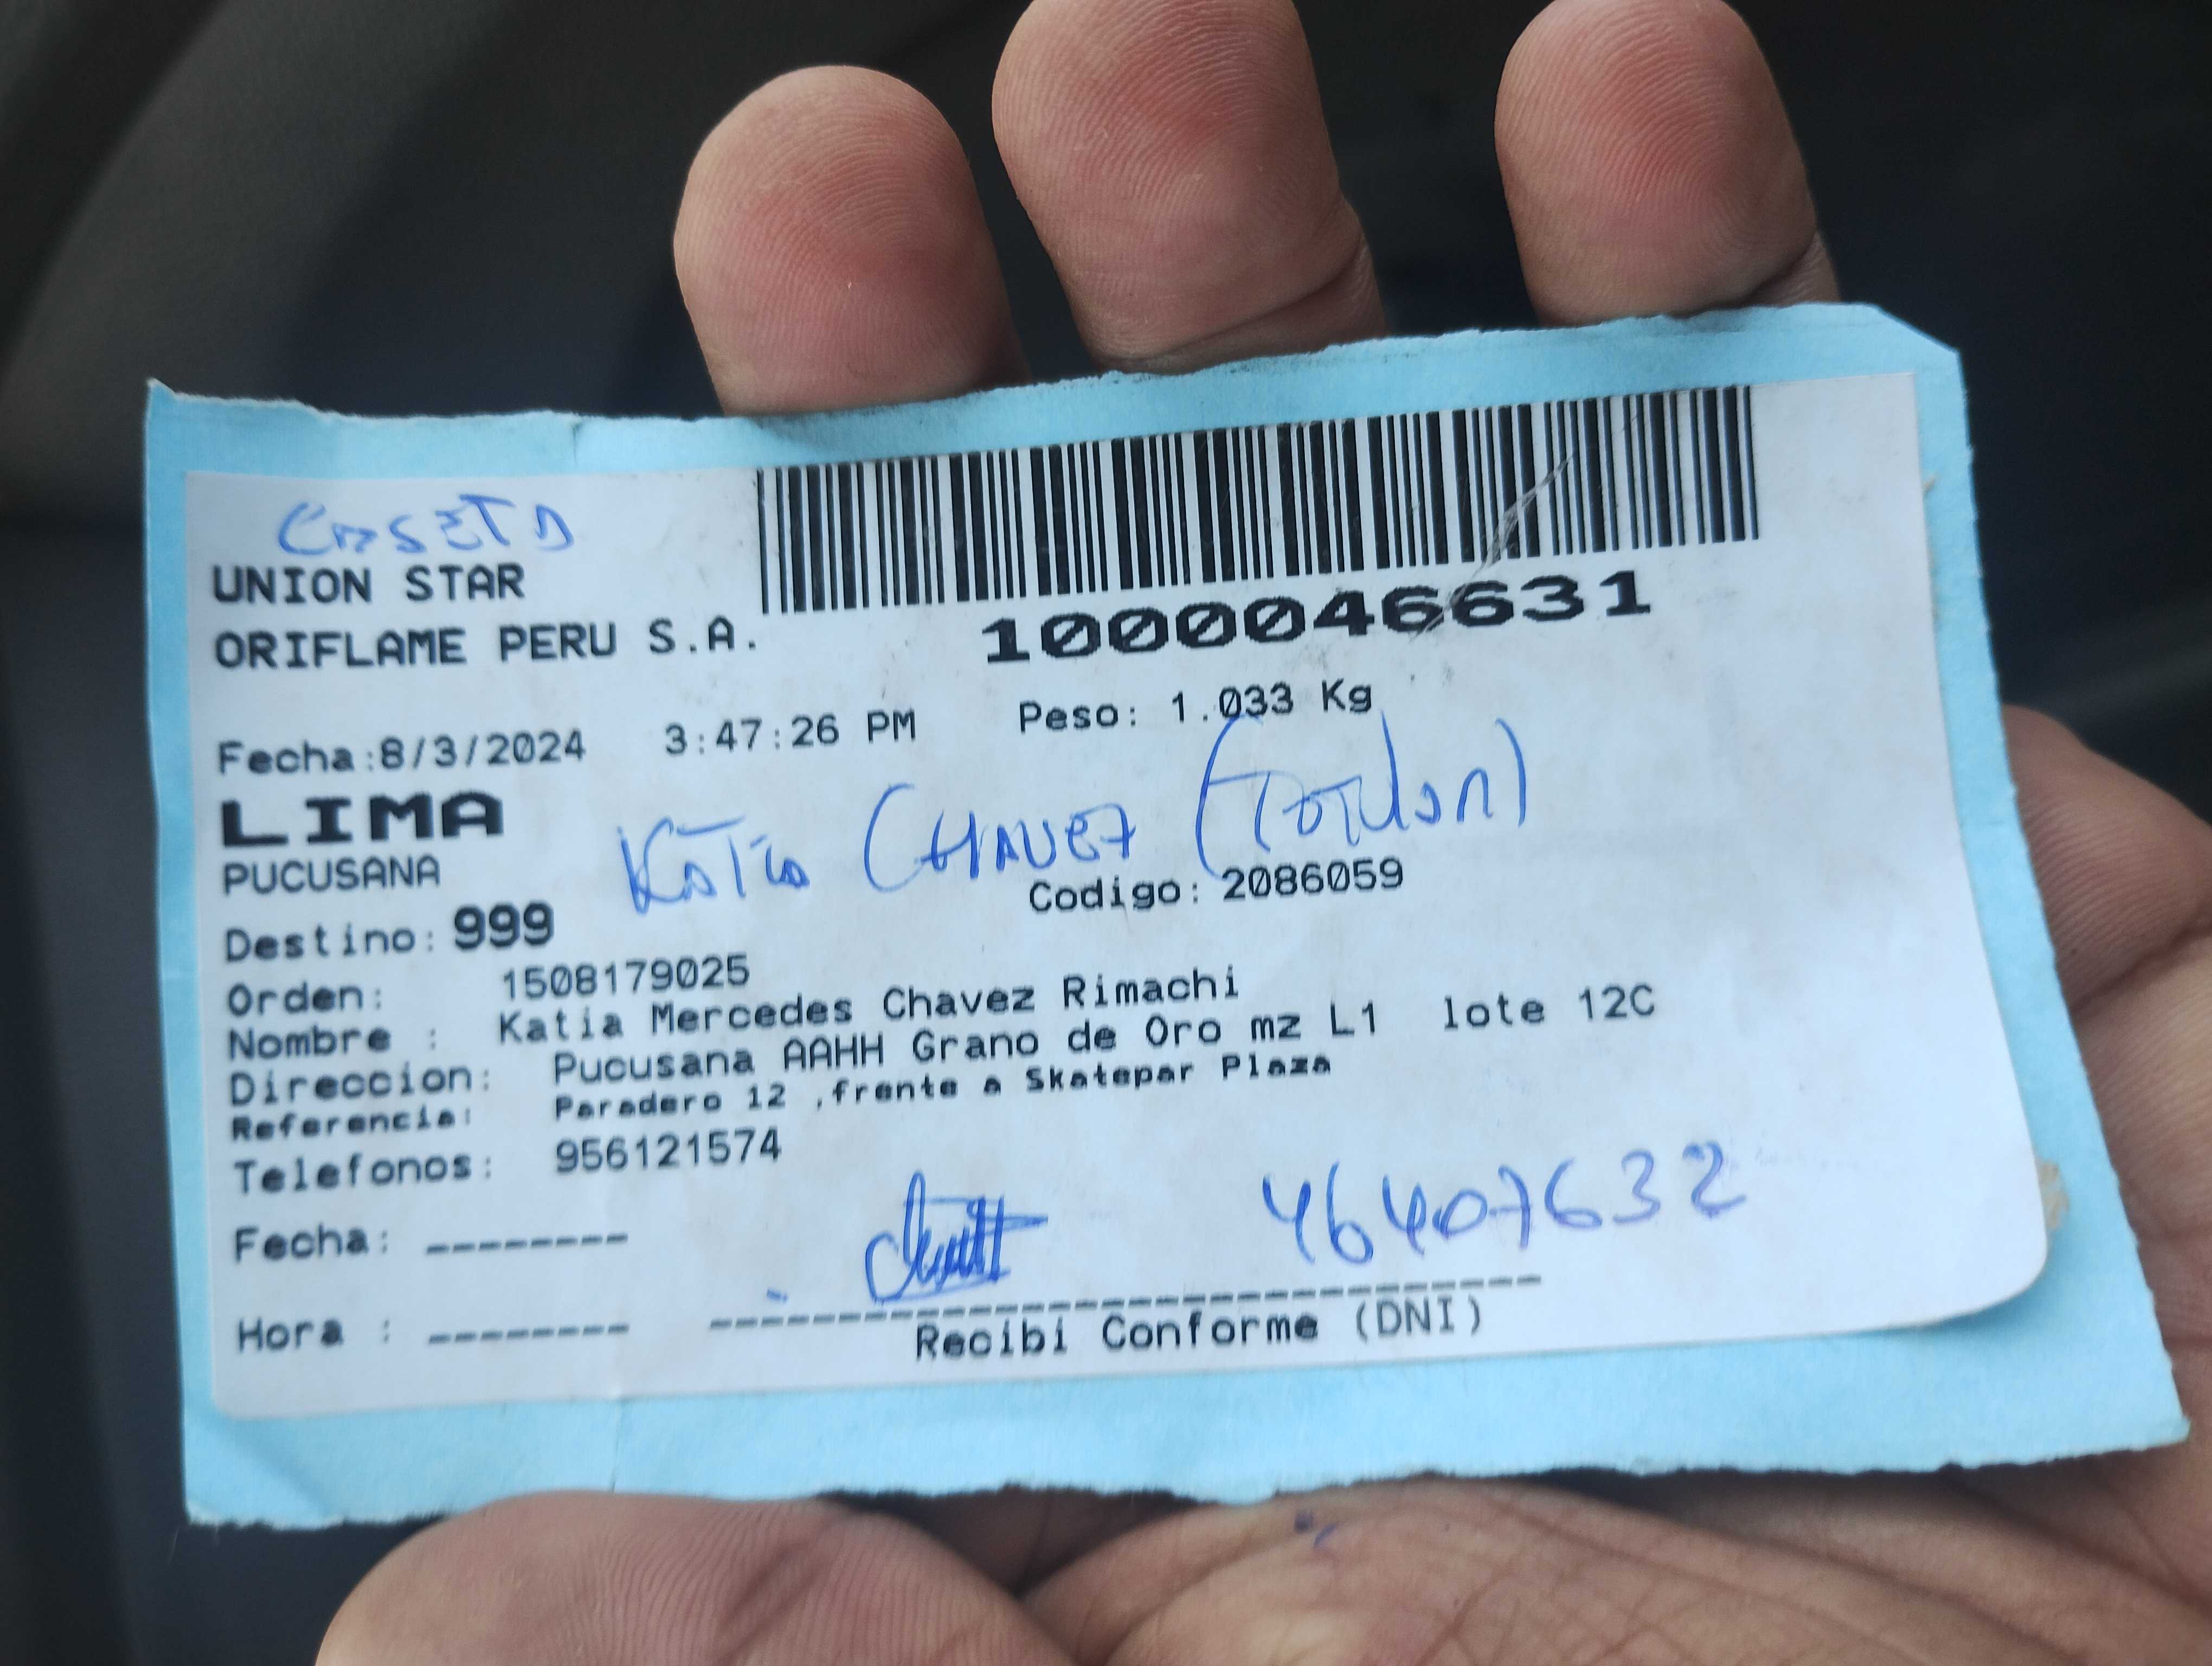 CASETA
UNION STAR
ORIFLAME PERU S.A.
1000046631
Fecha:8/3/2024 3:47:26 PM Peso: 1.033 Kg
LIMA
PUCUSANA
Katia CHAVEZ (TITULAR)
Destino: 999 Codigo: 2086059
Orden: 1508179025
Nombre : Katia Mercedes Chavez Rimachi
Direccion: Pucusana AAHH Grano de Oro mz L1 lote 12C
Referencia: Paradero 12 ,frente a Skatepar Plaza
Telefonos: 956121574
46407632
Fecha: --------
Hora : --------
Recibi Conforme (DNI)